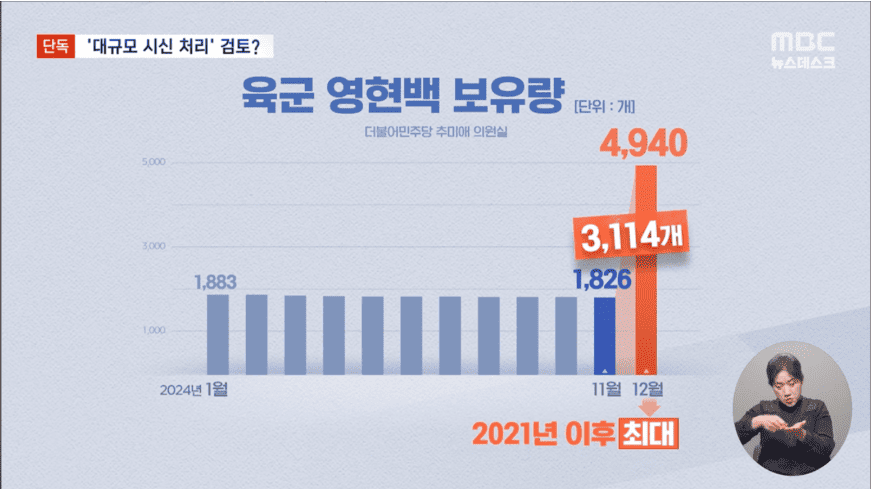 단독 '대규모 시신 처리' 검토?
MBC
뉴스데스크
육군 영현백 보유량 [단위 : 개]
더불어민주당 추미애 의원실
4,940
5,000
3,114개
3,000
1,883
1,826
1,000
2024년 1월 11월 12월
2021년 이후 최대